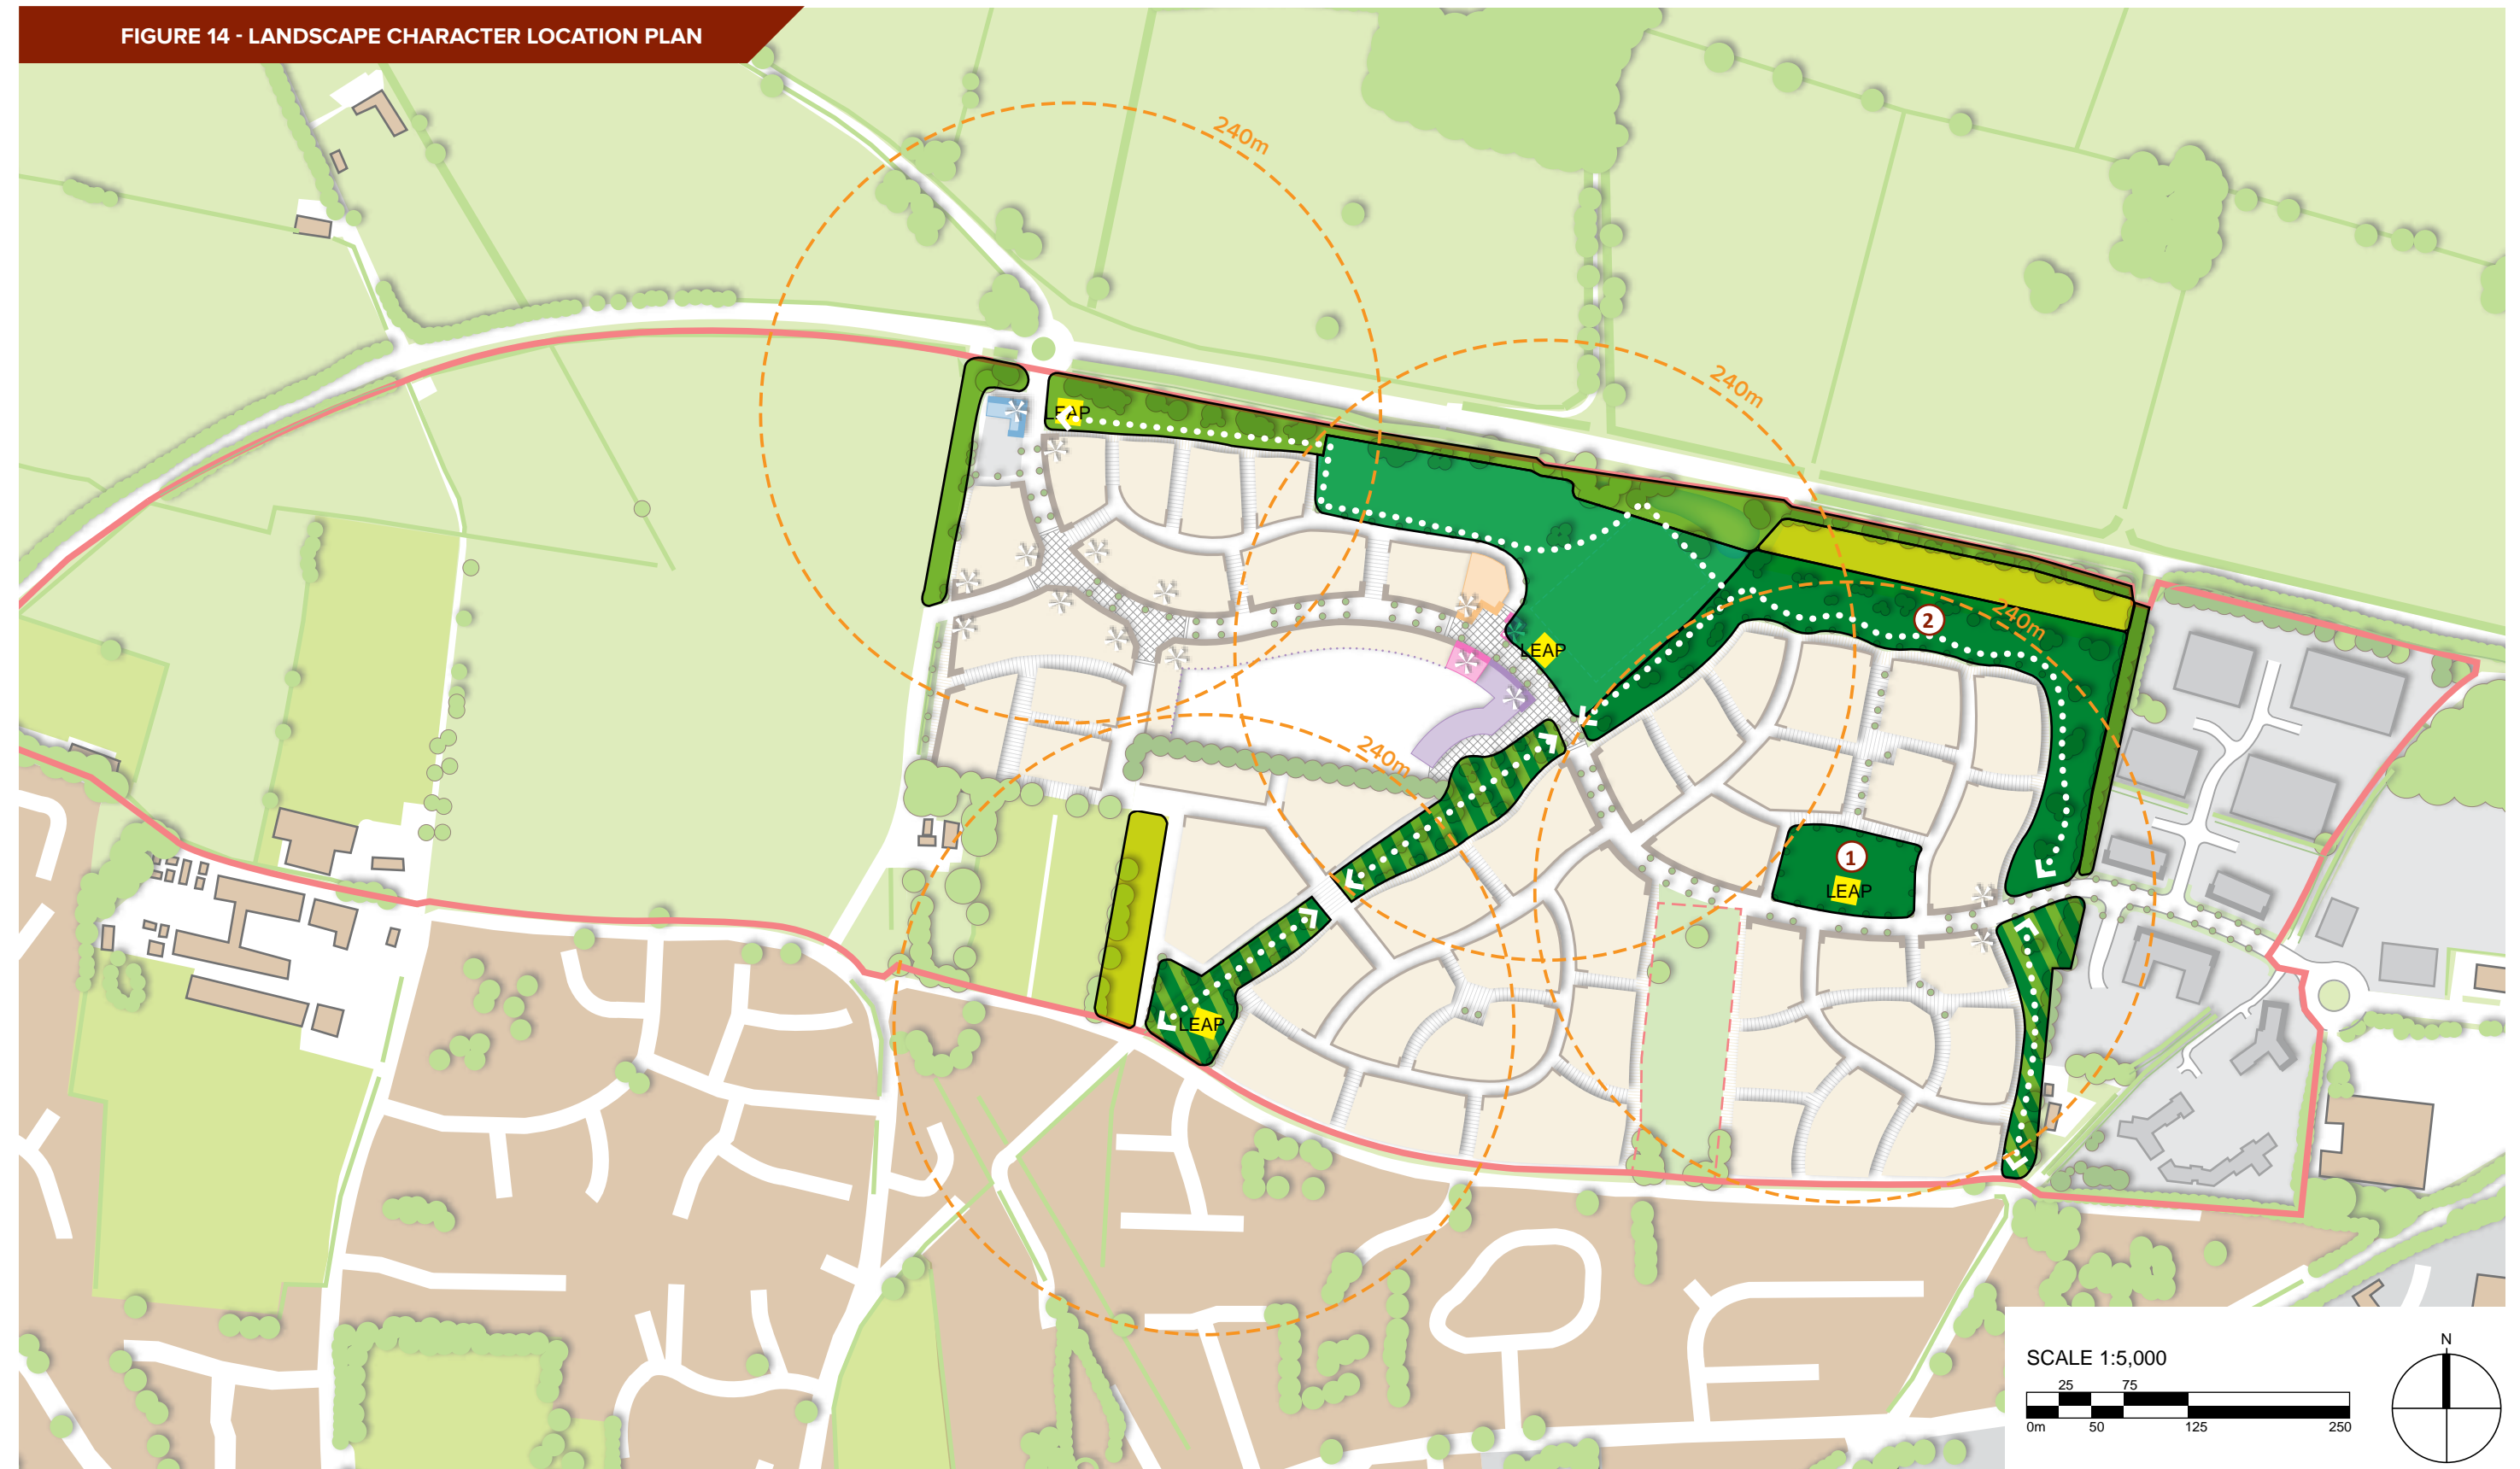 FIGURE 14 - LANDSCAPE CHARACTER LOCATION PLAN
240m
240m
LEAP
240m
2
LEAP
240m
1
LEAP
LEAP
SCALE 1:5,000
25 75
0m 50 125 250
N